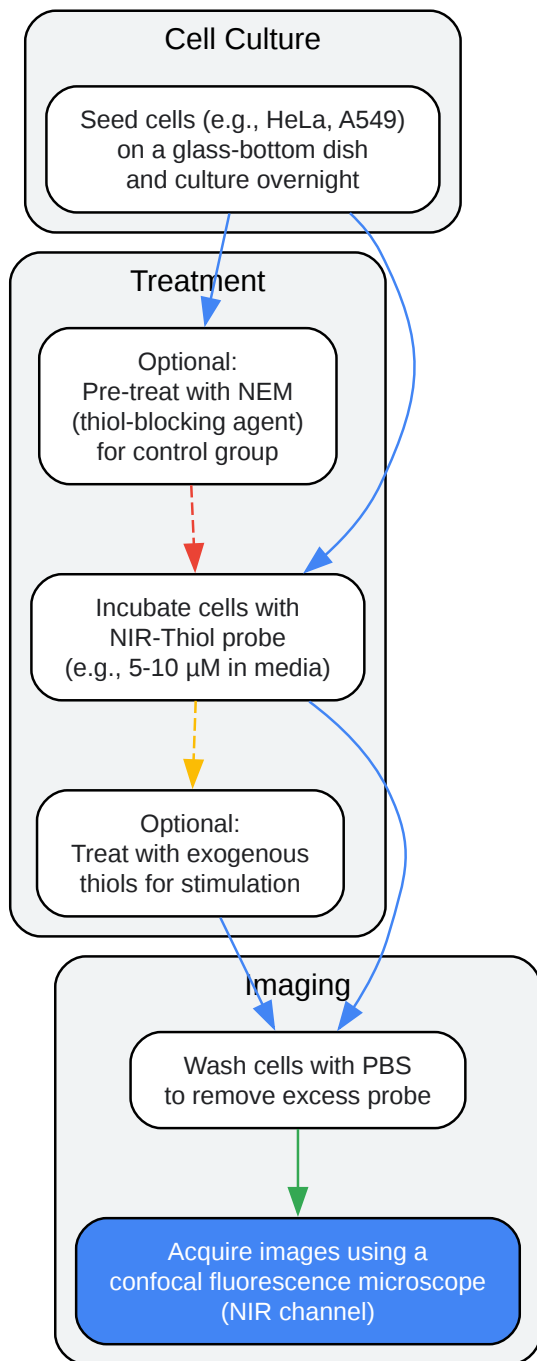 Cell Culture
Seed cells (e.g., HeLa, A549)
on a glass-bottom dish
and culture overnight
Treatment
Optional:
Pre-treat with NEM
(thiol-blocking agent)
for control group
Incubate cells with
NIR-Thiol probe
(e.g., 5-10 µM in media)
Optional:
Treat with exogenous
thiols for stimulation
Imaging
Wash cells with PBS
to remove excess probe
Acquire images using a
confocal fluorescence microscope
(NIR channel)